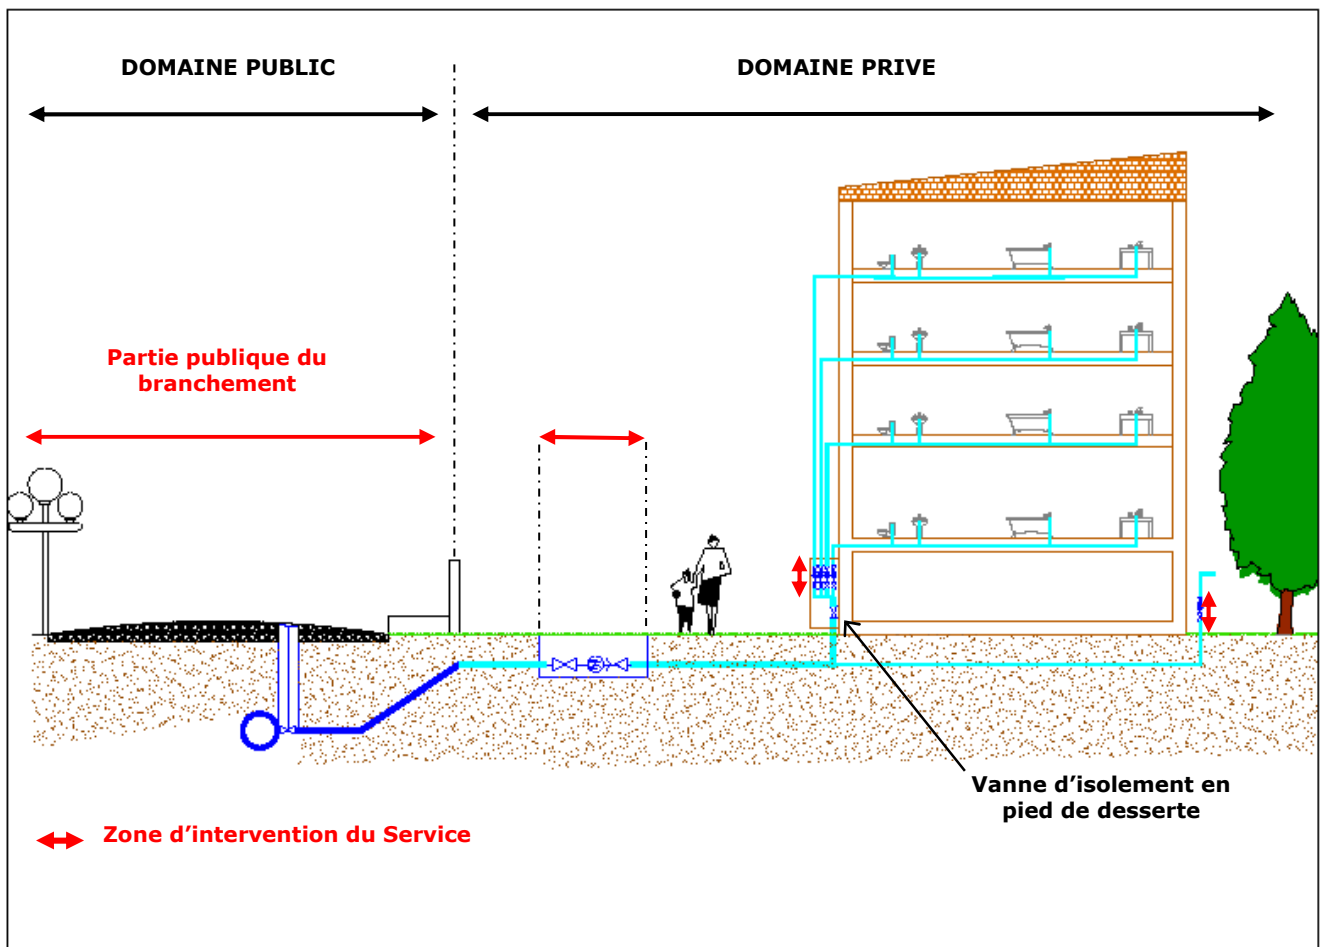 DOMAINE PUBLIC
DOMAINE PRIVE
Partie publique du
branchement
Vanne d’isolement en
pied de desserte
Zone d’intervention du Service